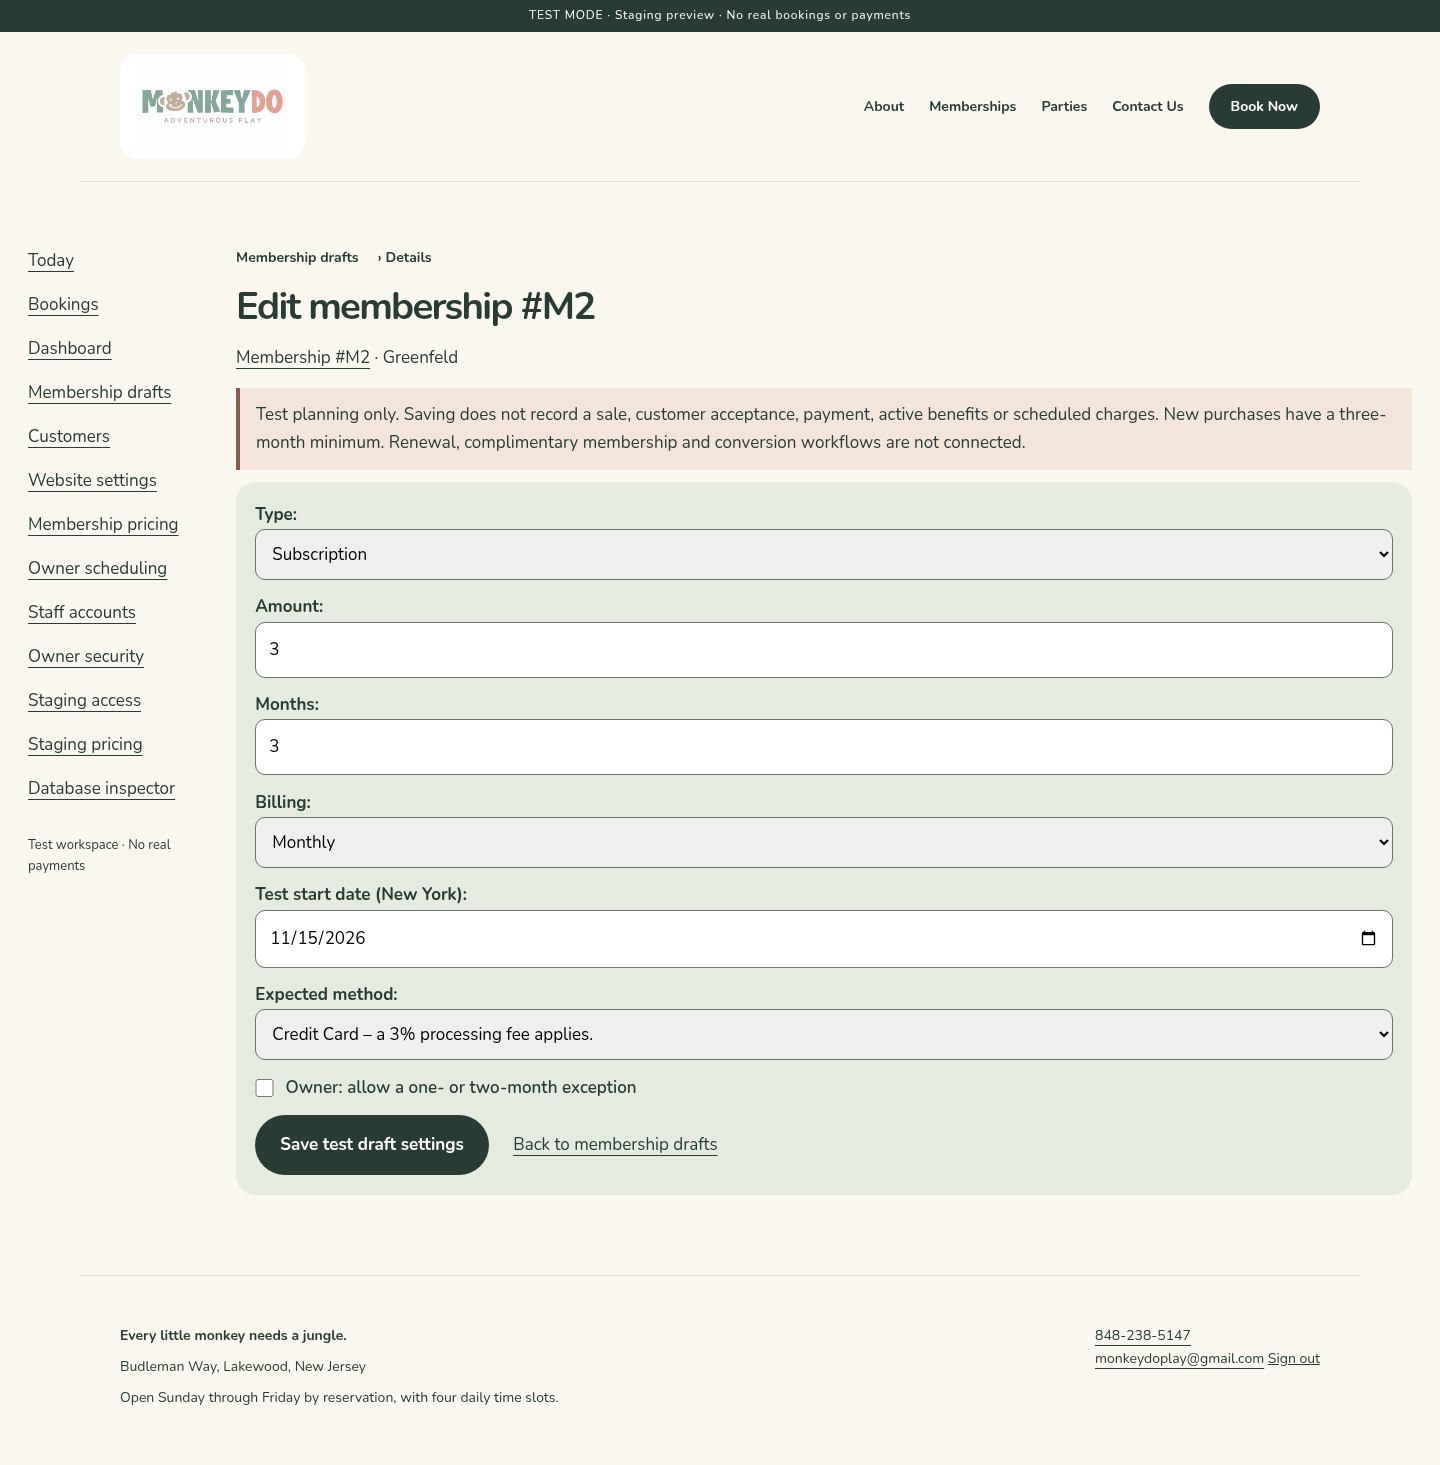 TEST MODE · Staging preview · No real bookings or payments
MONKEYDO
ADVENTUROUS PLAY
About
Memberships
Parties
Contact Us
Book Now
Today
Bookings
Dashboard
Membership drafts
Customers
Website settings
Membership pricing
Owner scheduling
Staff accounts
Owner security
Staging access
Staging pricing
Database inspector
Test workspace · No real
payments
Membership drafts › Details
Edit membership #M2
Membership #M2 · Greenfeld
Test planning only. Saving does not record a sale, customer acceptance, payment, active benefits or scheduled charges. New purchases have a three-
month minimum. Renewal, complimentary membership and conversion workflows are not connected.
Type:
Subscription
Amount:
3
Months:
3
Billing:
Monthly
Test start date (New York):
11/15/2026
Expected method:
Credit Card – a 3% processing fee applies.
Owner: allow a one- or two-month exception
Save test draft settings
Back to membership drafts
Every little monkey needs a jungle.
Budleman Way, Lakewood, New Jersey
Open Sunday through Friday by reservation, with four daily time slots.
848-238-5147
monkeydoplay@gmail.com Sign out